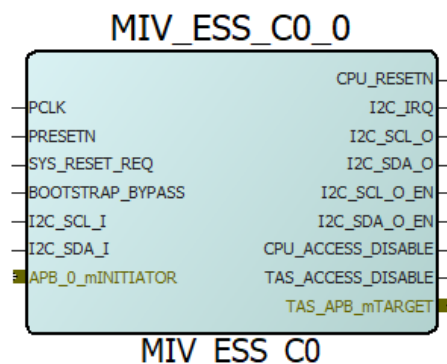 MIV_ESS_C0_0
CPU_RESETN
PCLK
I2C_IRQ
PRESETN
I2C_SCL_O
SYS_RESET_REQ
I2C_SDA_O
BOOTSTRAP_BYPASS
I2C_SCL_O_EN
I2C_SCL_I
I2C_SDA_O_EN
I2C_SDA_I
CPU_ACCESS_DISABLE
APB_0_mINITIATOR
TAS_ACCESS_DISABLE
TAS_APB_mTARGET
MIV_ESS_C0